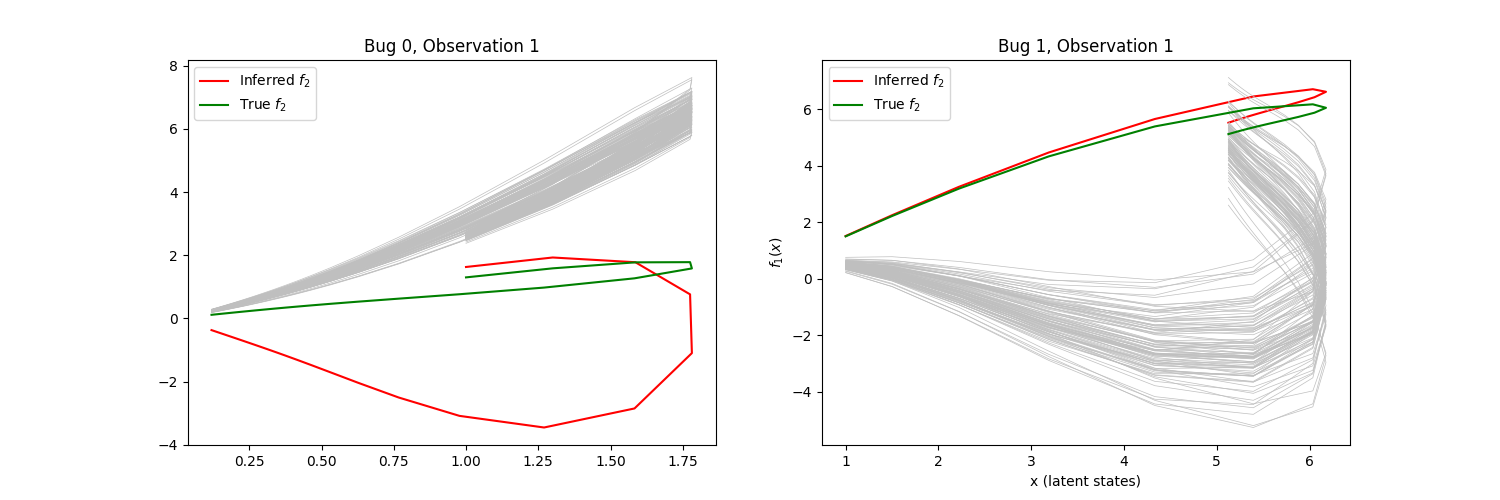 Bug 0, Observation 1
Inferred f₂
True f₂
8
6
4
2
0
−2
−4
0.25 0.50 0.75 1.00 1.25 1.50 1.75
Bug 1, Observation 1
Inferred f₂
True f₂
f₁(x)
6
4
2
0
−2
−4
1 2 3 4 5 6
x (latent states)